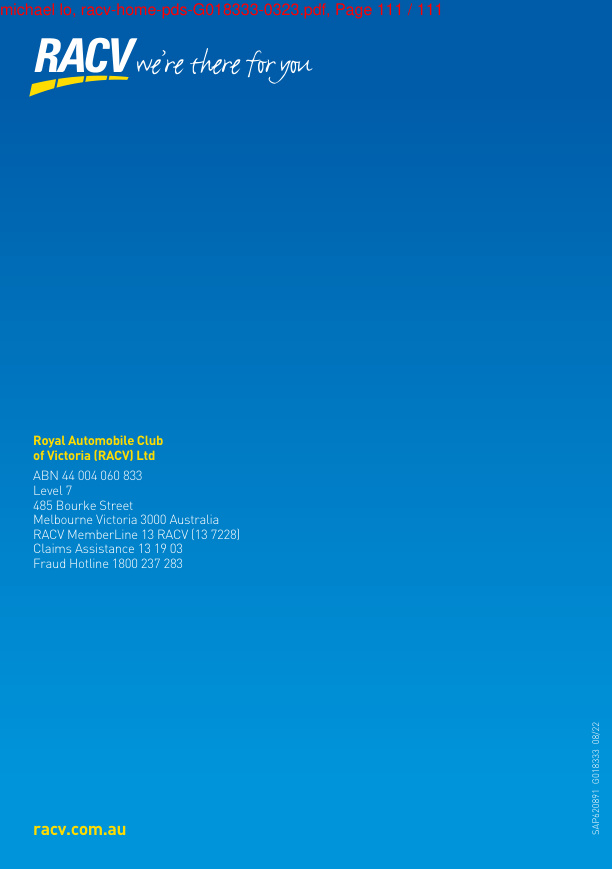 michael lo, racv-home-pds-G018333-0323.pdf, Page 111 / 111
RACV we're there for you
Royal Automobile Club
of Victoria (RACV) Ltd
ABN 44 004 060 833
Level 7
485 Bourke Street
Melbourne Victoria 3000 Australia
RACV MemberLine 13 RACV (13 7228)
Claims Assistance 13 19 03
Fraud Hotline 1800 237 283
SAP620891 G018333 08/22
racv.com.au